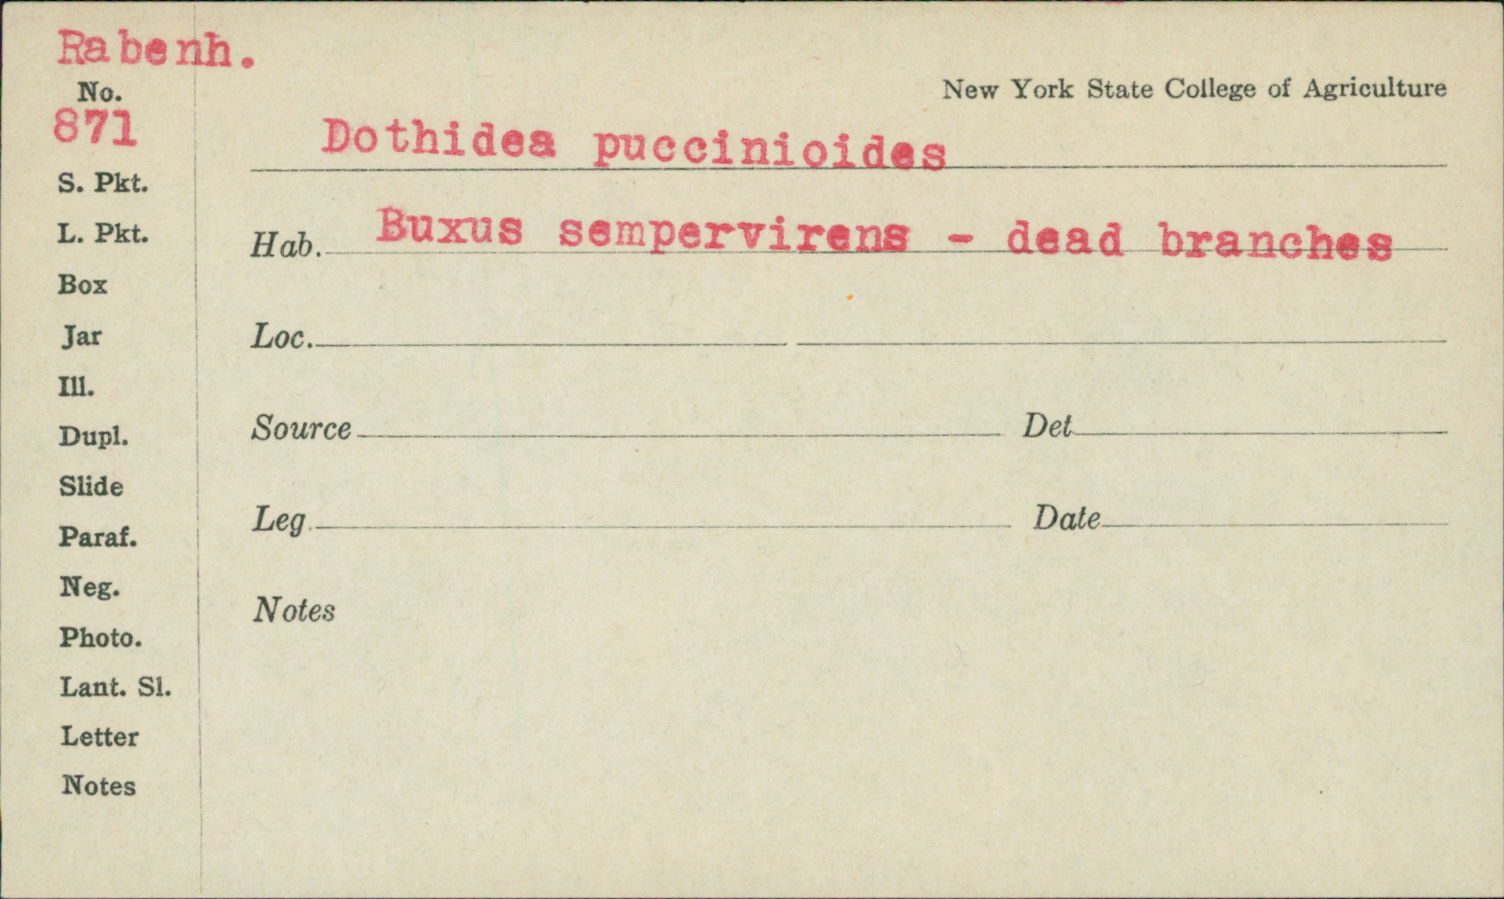 Rabenh.
No.
871
New York State College of Agriculture
Dothidea puccinioides
S. Pkt.
Hab. Buxus sempervirens - dead branches
L. Pkt.
Box
Jar
Loc.
Ill.
Dupl.
Source Det.
Slide
Leg. Date
Paraf.
Neg.
Notes
Photo.
Lant. Sl.
Letter
Notes